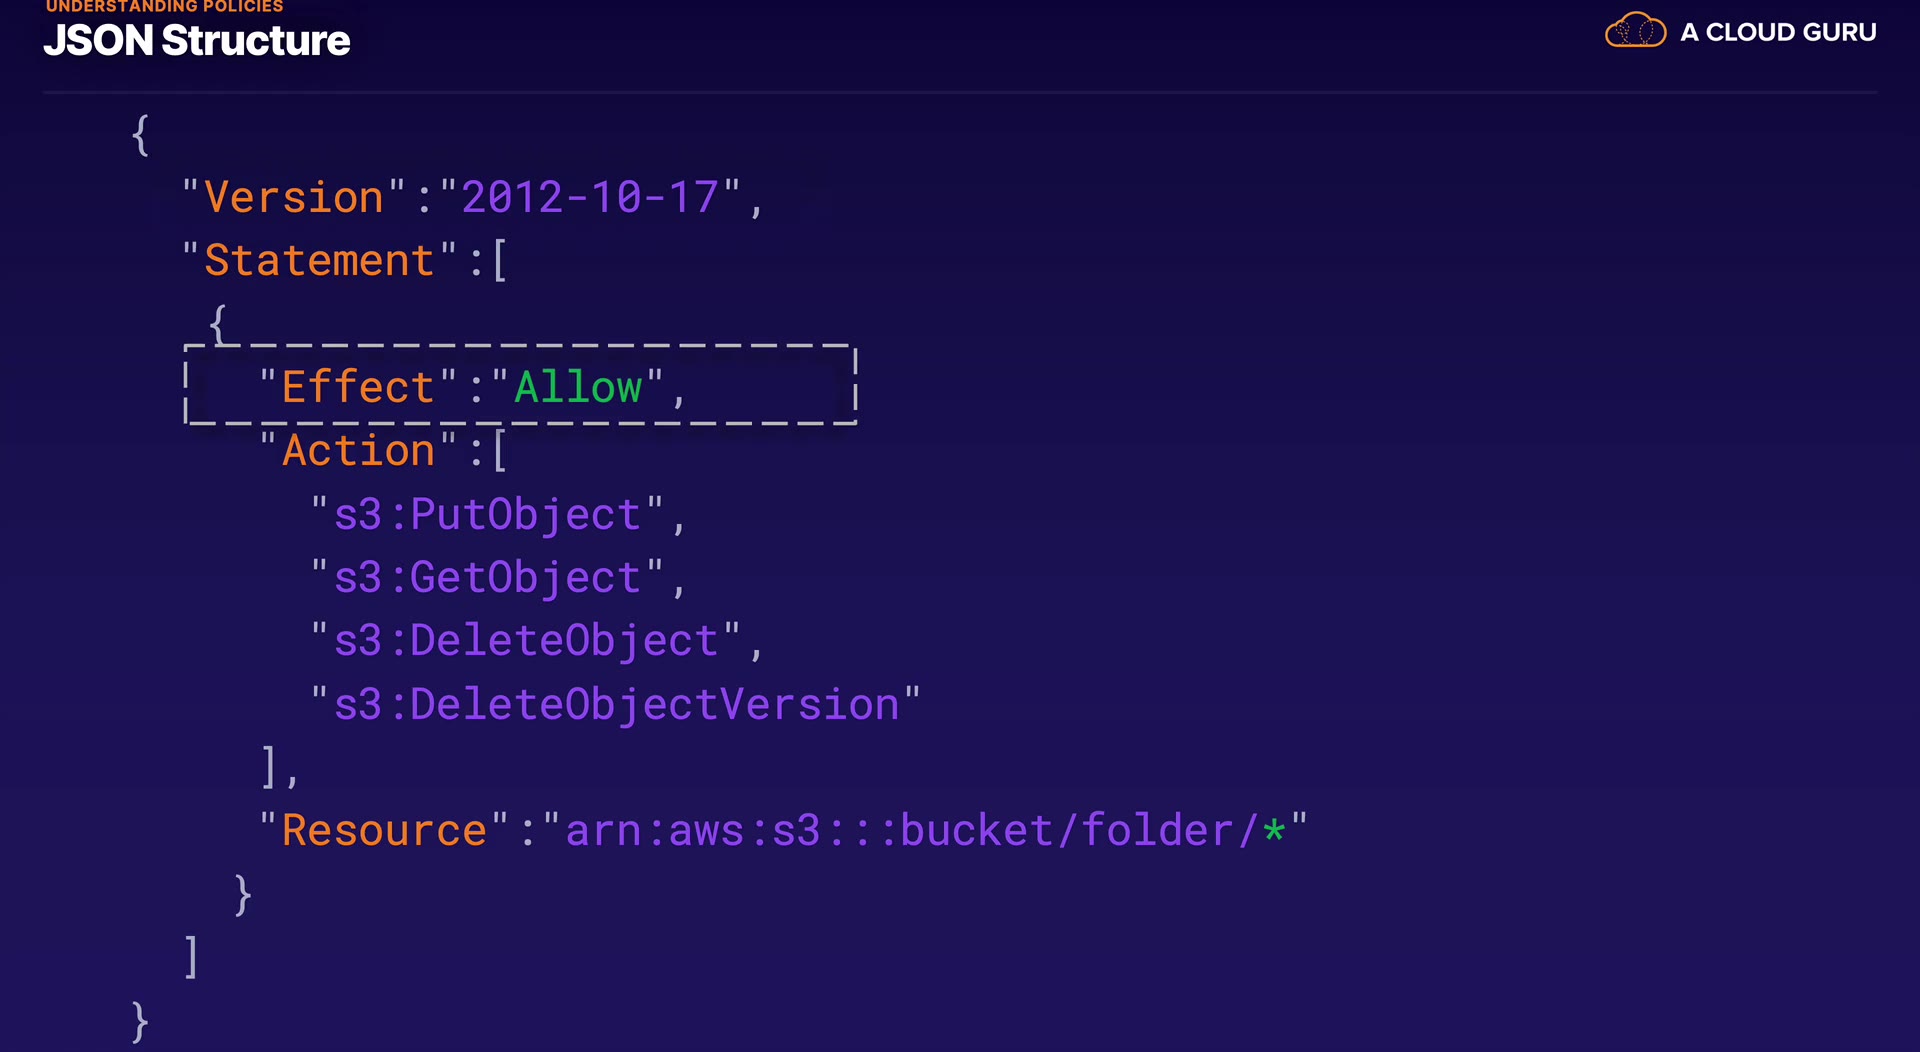 UNDERSTANDING POLICIES
JSON Structure
A CLOUD GURU
{
"Version":"2012-10-17",
"Statement":[
{
"Effect":"Allow",
"Action":[
"s3:PutObject",
"s3:GetObject",
"s3:DeleteObject",
"s3:DeleteObjectVersion"
],
"Resource":"arn:aws:s3:::bucket/folder/*"
}
]
}